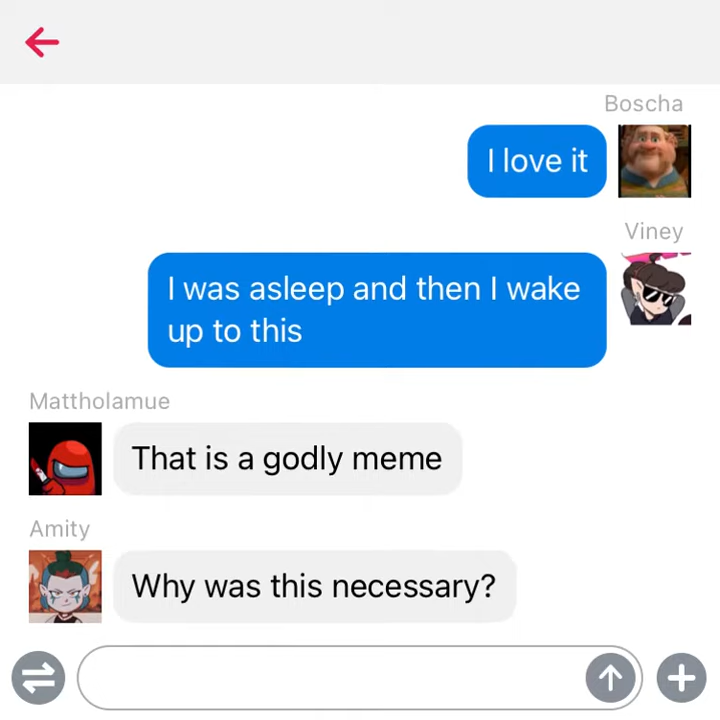 Boscha
I love it
Viney
I was asleep and then I wake
up to this
Mattholamue
That is a godly meme
Amity
Why was this necessary?